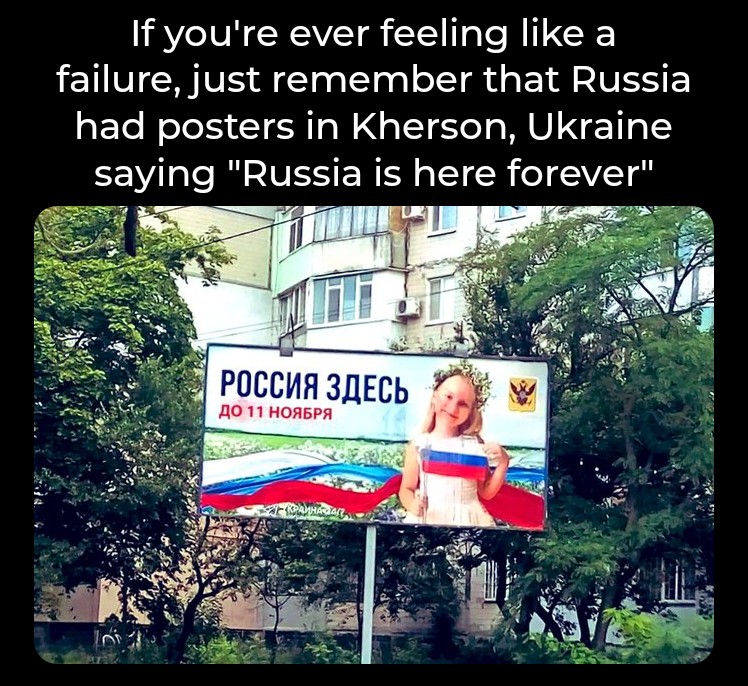 If you're ever feeling like a
failure, just remember that Russia
had posters in Kherson, Ukraine
saying "Russia is here forever"
РОССИЯ ЗДЕСЬ
ДО 11 НОЯБРЯ